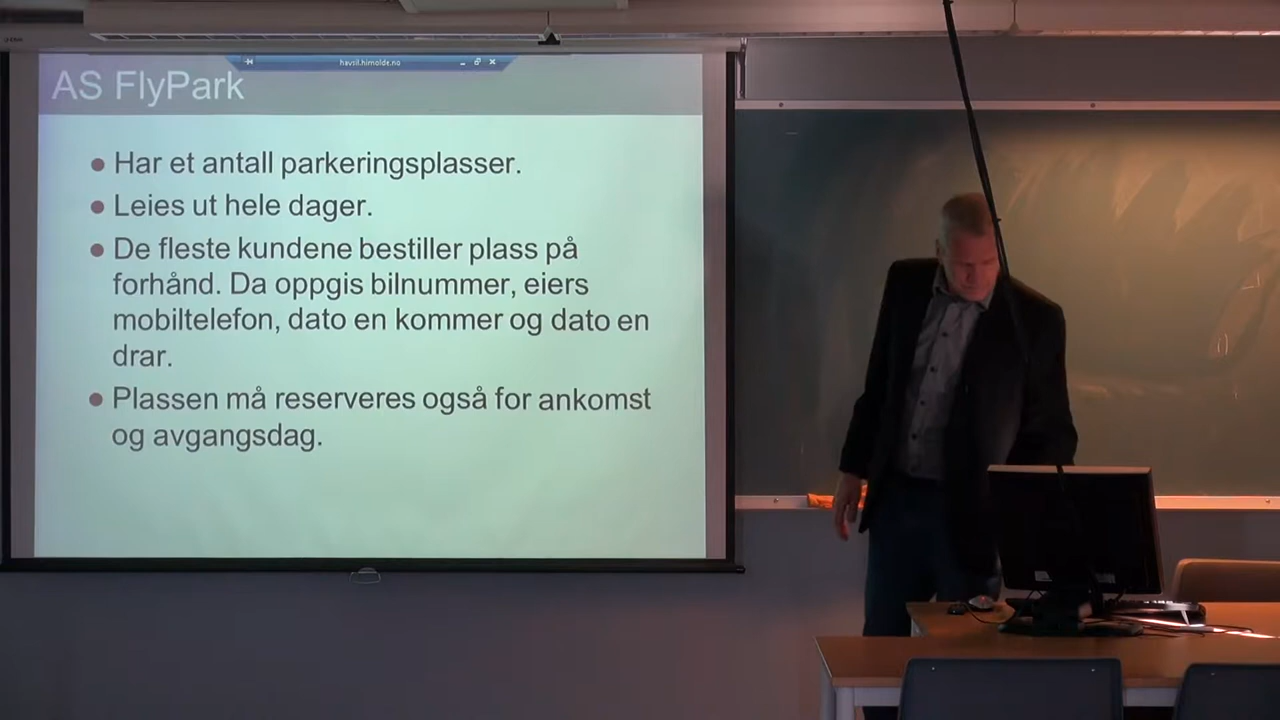 havsil.himolde.no
AS FlyPark
Har et antall parkeringsplasser.
Leies ut hele dager.
De fleste kundene bestiller plass på
forhånd. Da oppgis bilnummer, eiers
mobiltelefon, dato en kommer og dato en
drar.
Plassen må reserveres også for ankomst
og avgangsdag.